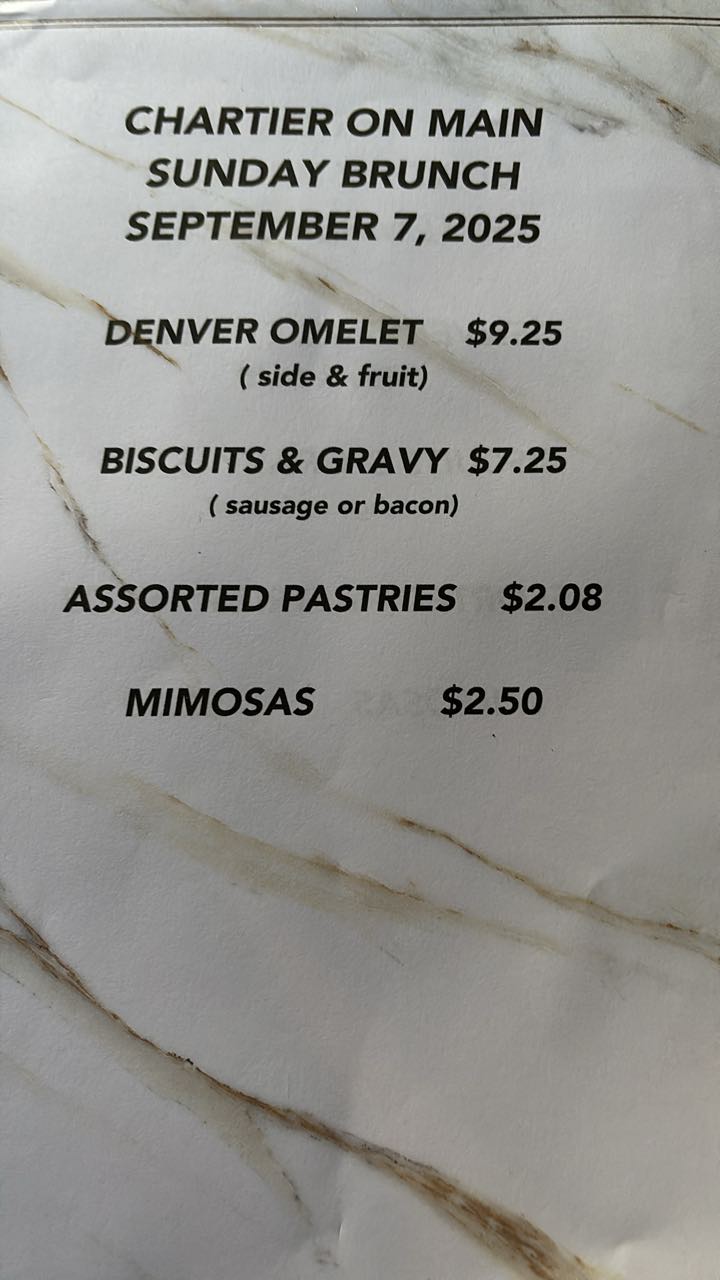 CHARTIER ON MAIN
SUNDAY BRUNCH
SEPTEMBER 7, 2025
DENVER OMELET $9.25
( side & fruit)
BISCUITS & GRAVY $7.25
( sausage or bacon)
ASSORTED PASTRIES $2.08
MIMOSAS $2.50